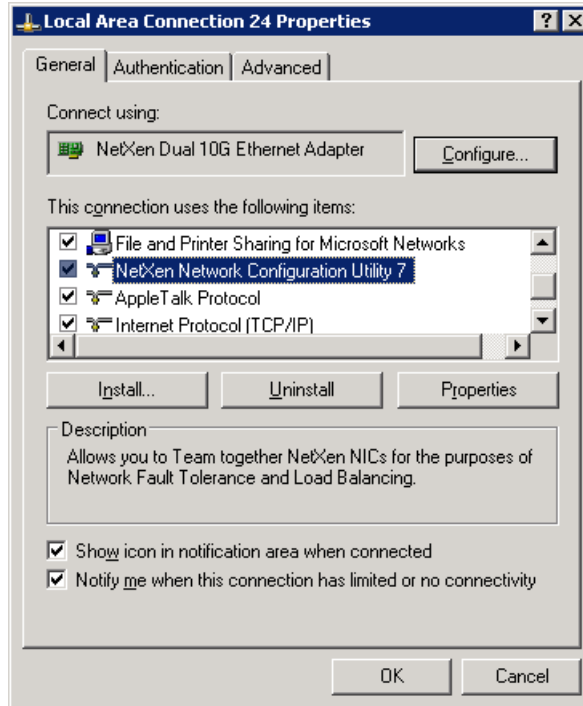 Local Area Connection 24 Properties
General Authentication Advanced
Connect using:
NetXen Dual 10G Ethernet Adapter Configure...
This connection uses the following items:
File and Printer Sharing for Microsoft Networks
NetXen Network Configuration Utility 7
AppleTalk Protocol
Internet Protocol (TCP/IP)
Install... Uninstall Properties
Description
Allows you to Team together NetXen NICs for the purposes of
Network Fault Tolerance and Load Balancing.
Show icon in notification area when connected
Notify me when this connection has limited or no connectivity
OK Cancel